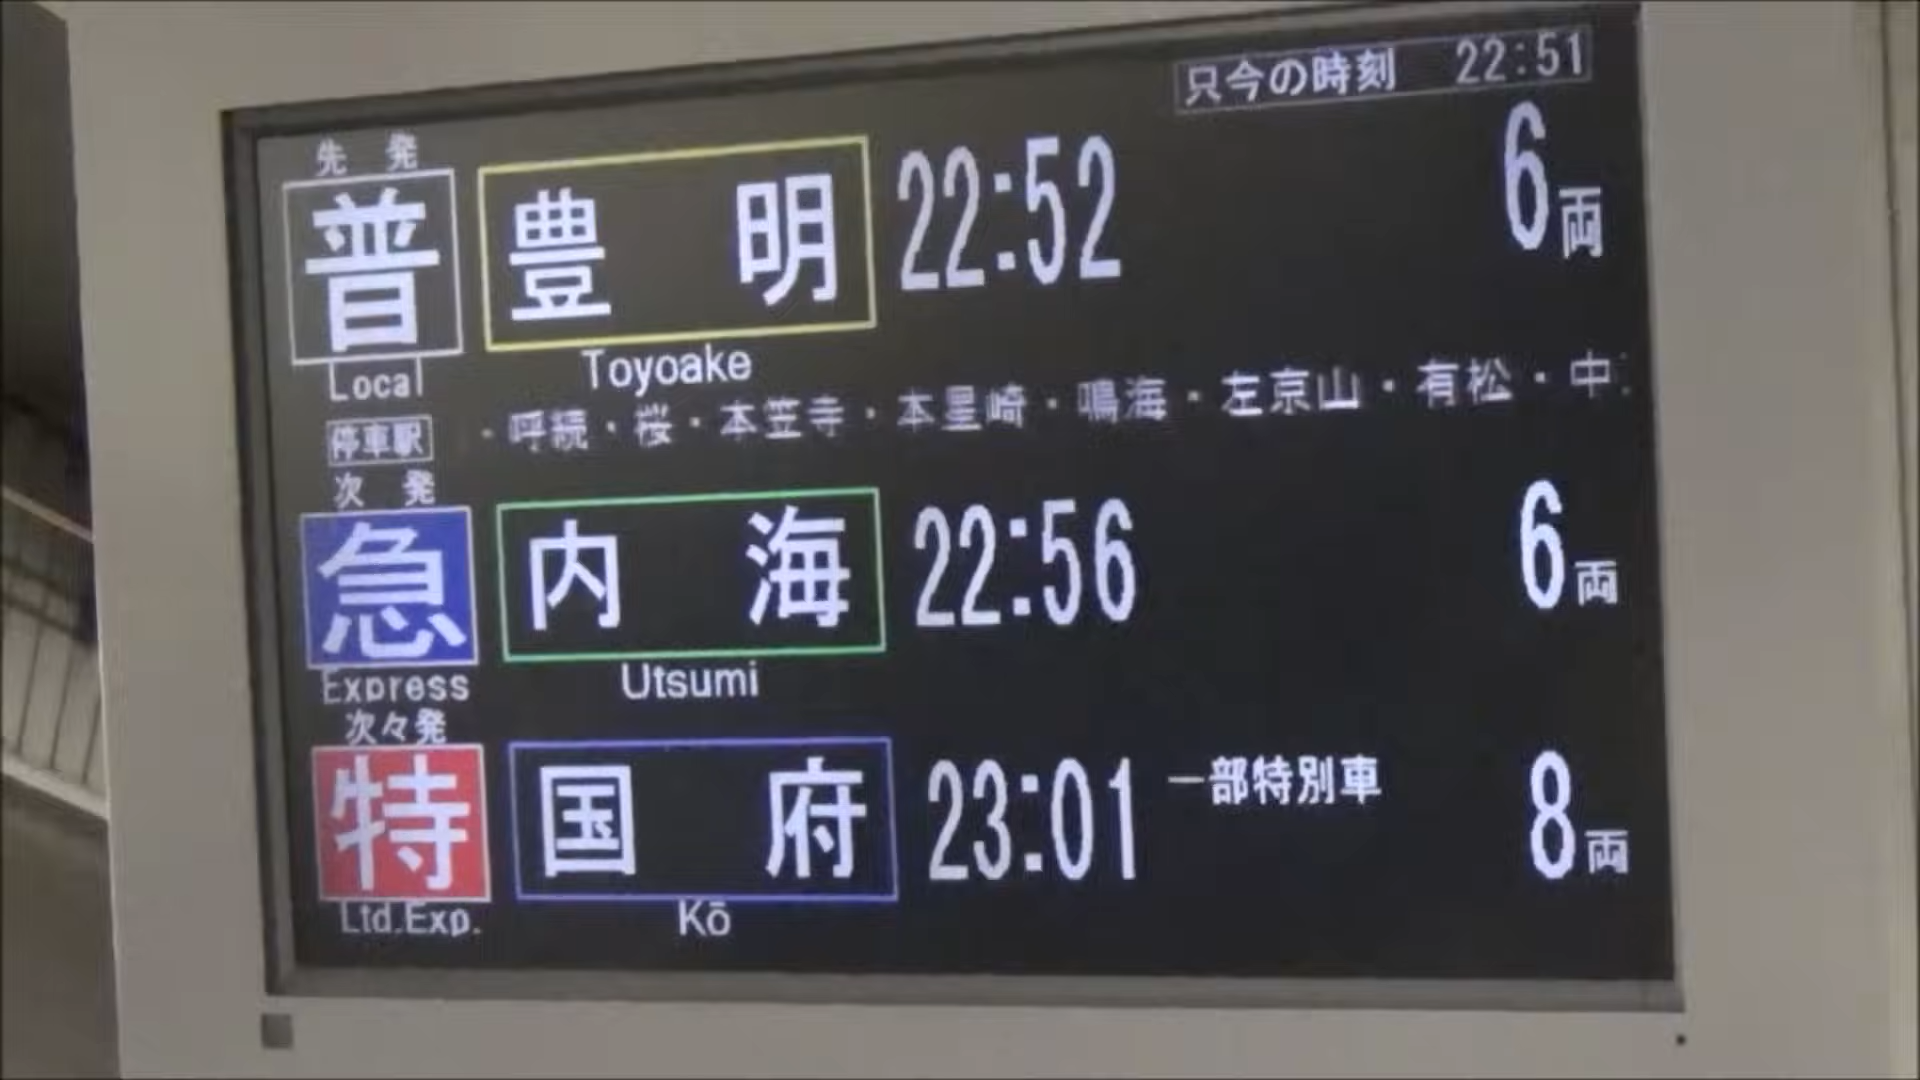 只今の時刻 22:51
先発
普 豊明 22:52 6両
Local Toyoake
停車駅 ・呼続・桜・本笠寺・本星崎・鳴海・左京山・有松・中
次発
急 内海 22:56 6両
Express Utsumi
次々発
特 国府 23:01 一部特別車 8両
Ltd.Exp. Kō